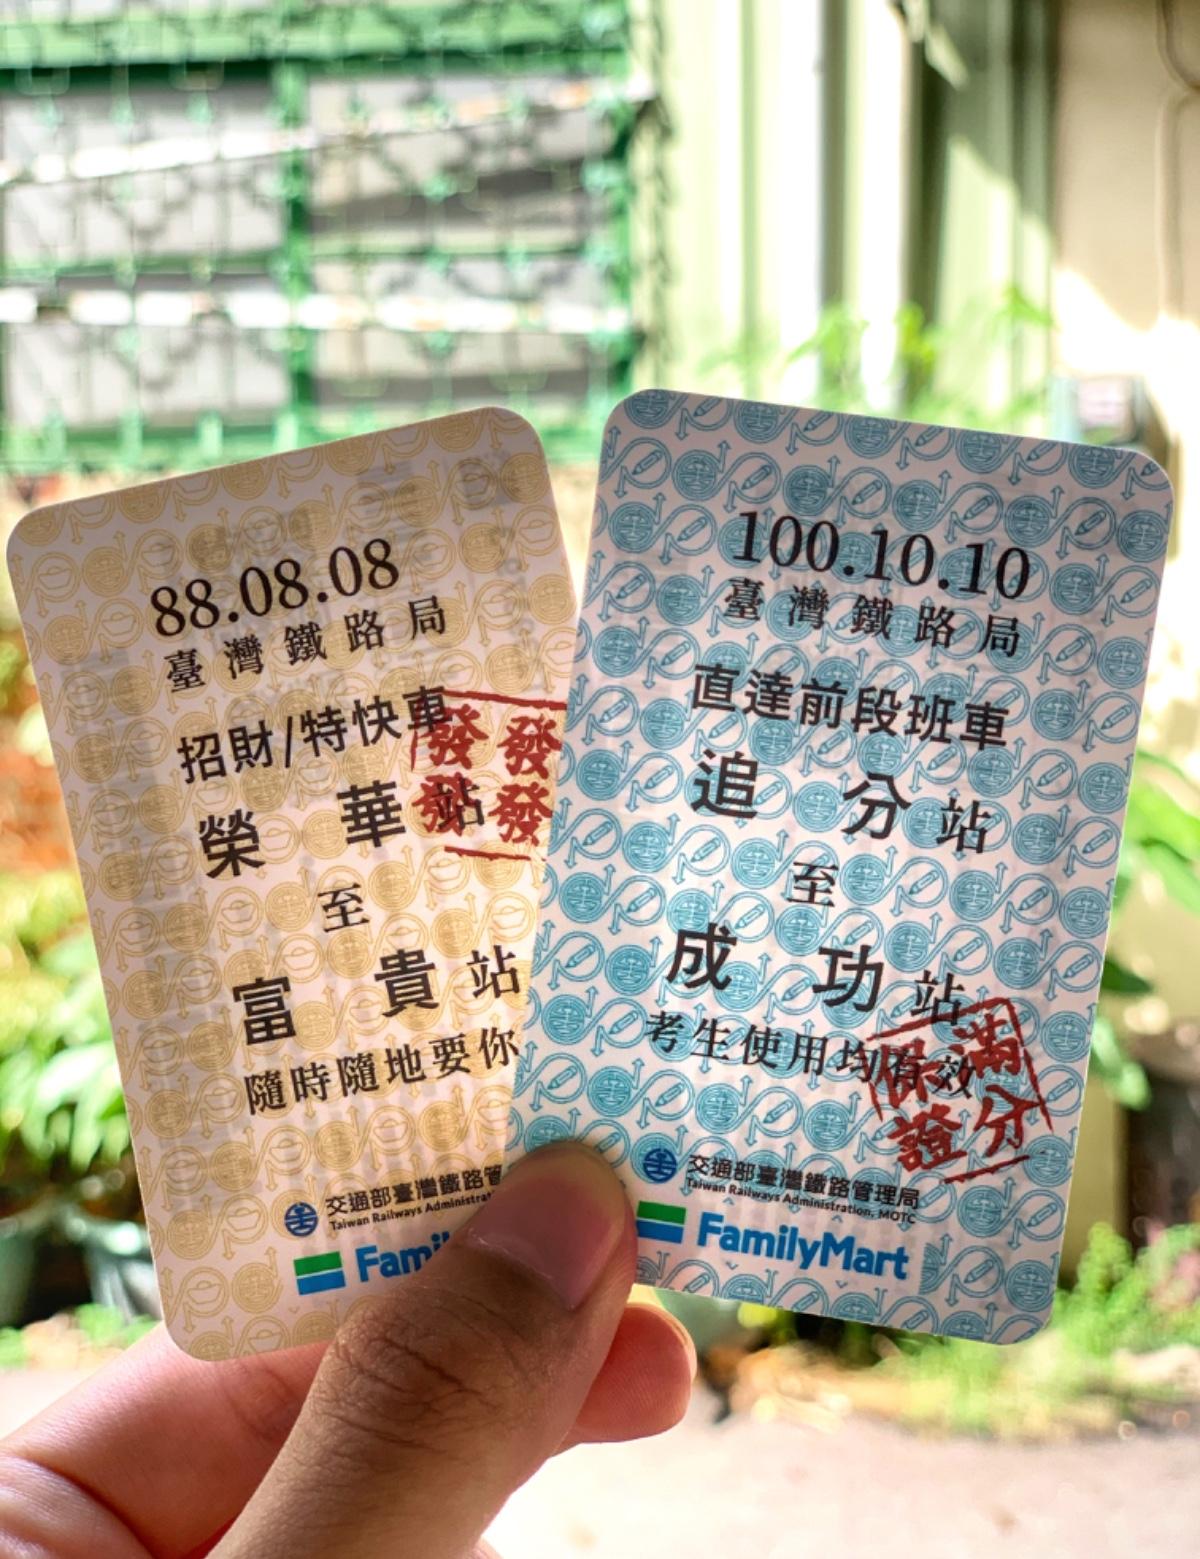 88.08.08
臺灣鐵路局
招財/特快車
榮華站
至
富貴站
隨時隨地要你
發發
發發
交通部臺灣鐵路管
Taiwan Railways Administrat
Famil
100.10.10
臺灣鐵路局
直達前段班車
追分站
至
成功站
考生使用均有效
滿分
保證
交通部臺灣鐵路管理局
Taiwan Railways Administration, MOTC
FamilyMart